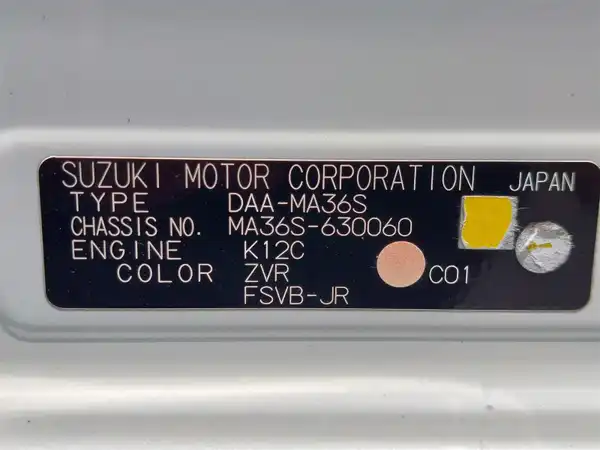 SUZUKI MOTOR CORPORATION JAPAN
TYPE DAA-MA36S
CHASSIS NO. MA36S-630060
ENGINE K12C
COLOR ZVR C01
FSVB-JR